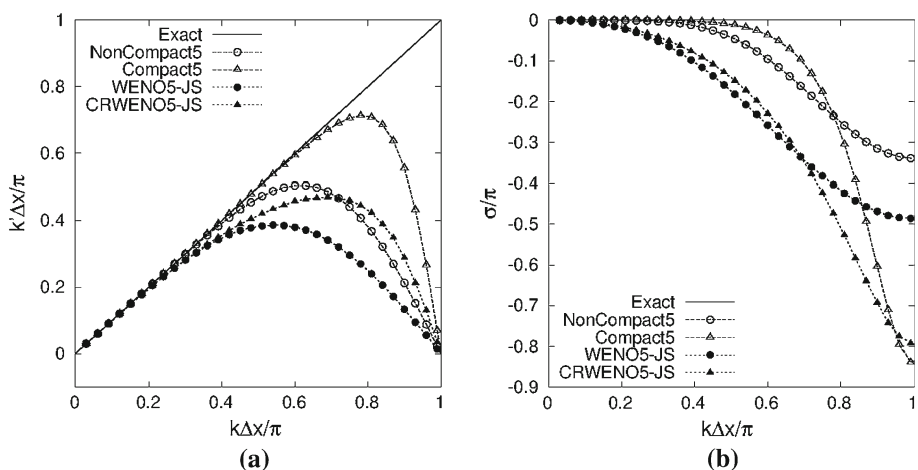 1
0.8
0.6
0.4
0.2
0
k'Δx/π
Exact
NonCompact5
Compact5
WENO5-JS
CRWENO5-JS
0 0.2 0.4 0.6 0.8 1
kΔx/π
(a)
0
-0.1
-0.2
-0.3
-0.4
-0.5
-0.6
-0.7
-0.8
-0.9
σ/π
Exact
NonCompact5
Compact5
WENO5-JS
CRWENO5-JS
0 0.2 0.4 0.6 0.8 1
kΔx/π
(b)